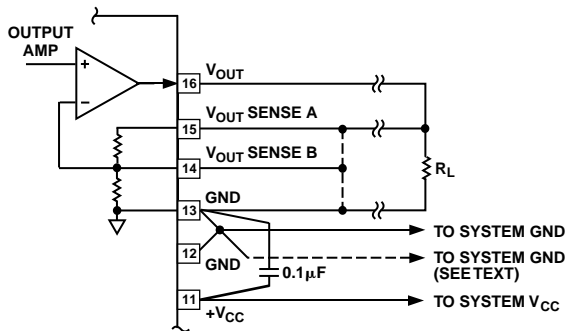 OUTPUT
AMP
+
–
16
VOUT
15
VOUT SENSE A
14
VOUT SENSE B
RL
13
GND
TO SYSTEM GND
12
GND
0.1µF
TO SYSTEM GND
(SEE TEXT)
11
+VCC
TO SYSTEM VCC